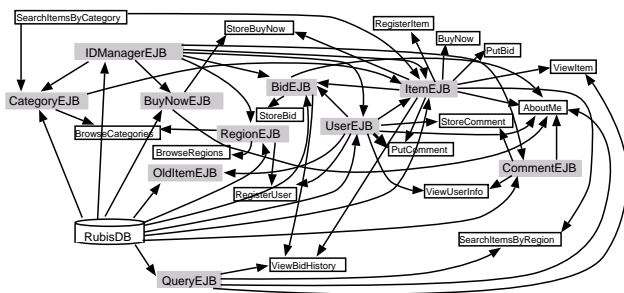 SearchItemsByCategory
RegisterItem
StoreBuyNow
BuyNow
PutBid
IDManagerEJB
ViewItem
BidEJB
ItemEJB
CategoryEJB
BuyNowEJB
AboutMe
StoreBid
StoreComment
UserEJB
BrowseCategories
RegionEJB
PutComment
BrowseRegions
CommentEJB
OldItemEJB
RegisterUser
ViewUserInfo
RubisDB
SearchItemsByRegion
ViewBidHistory
QueryEJB